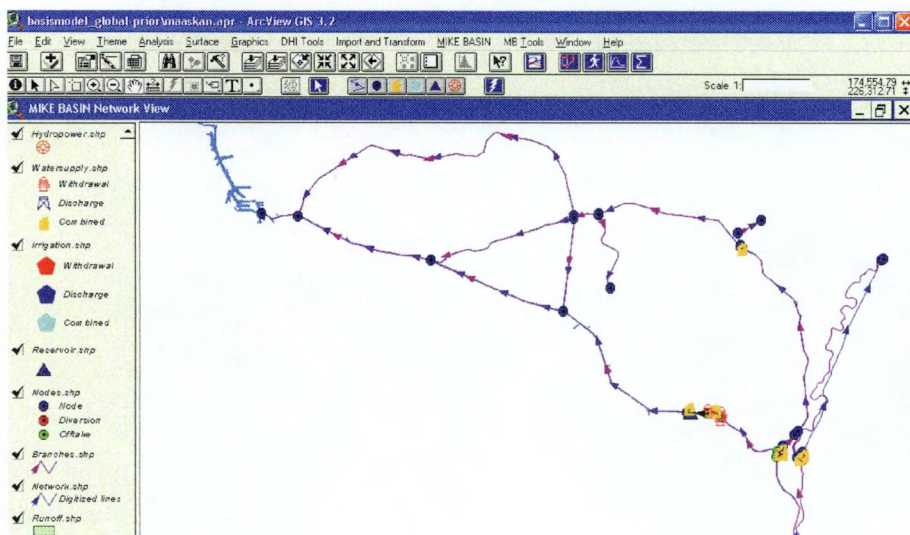 basismodel_global-prior\maaskan.apr - ArcView GIS 3.2
File Edit View Theme Analysis Surface Graphics DHI Tools Import and Transform MIKE BASIN MB Tools Window Help
Scale 1:
174,554.79
226,312.71
MIKE BASIN Network View
Hydropower.shp
Watersupply.shp
Withdrawal
Discharge
Combined
Irrigation.shp
Withdrawal
Discharge
Combined
Reservoir.shp
Nodes.shp
Node
Diversion
Offtake
Branches.shp
Network.shp
Digitized lines
Runoff.shp